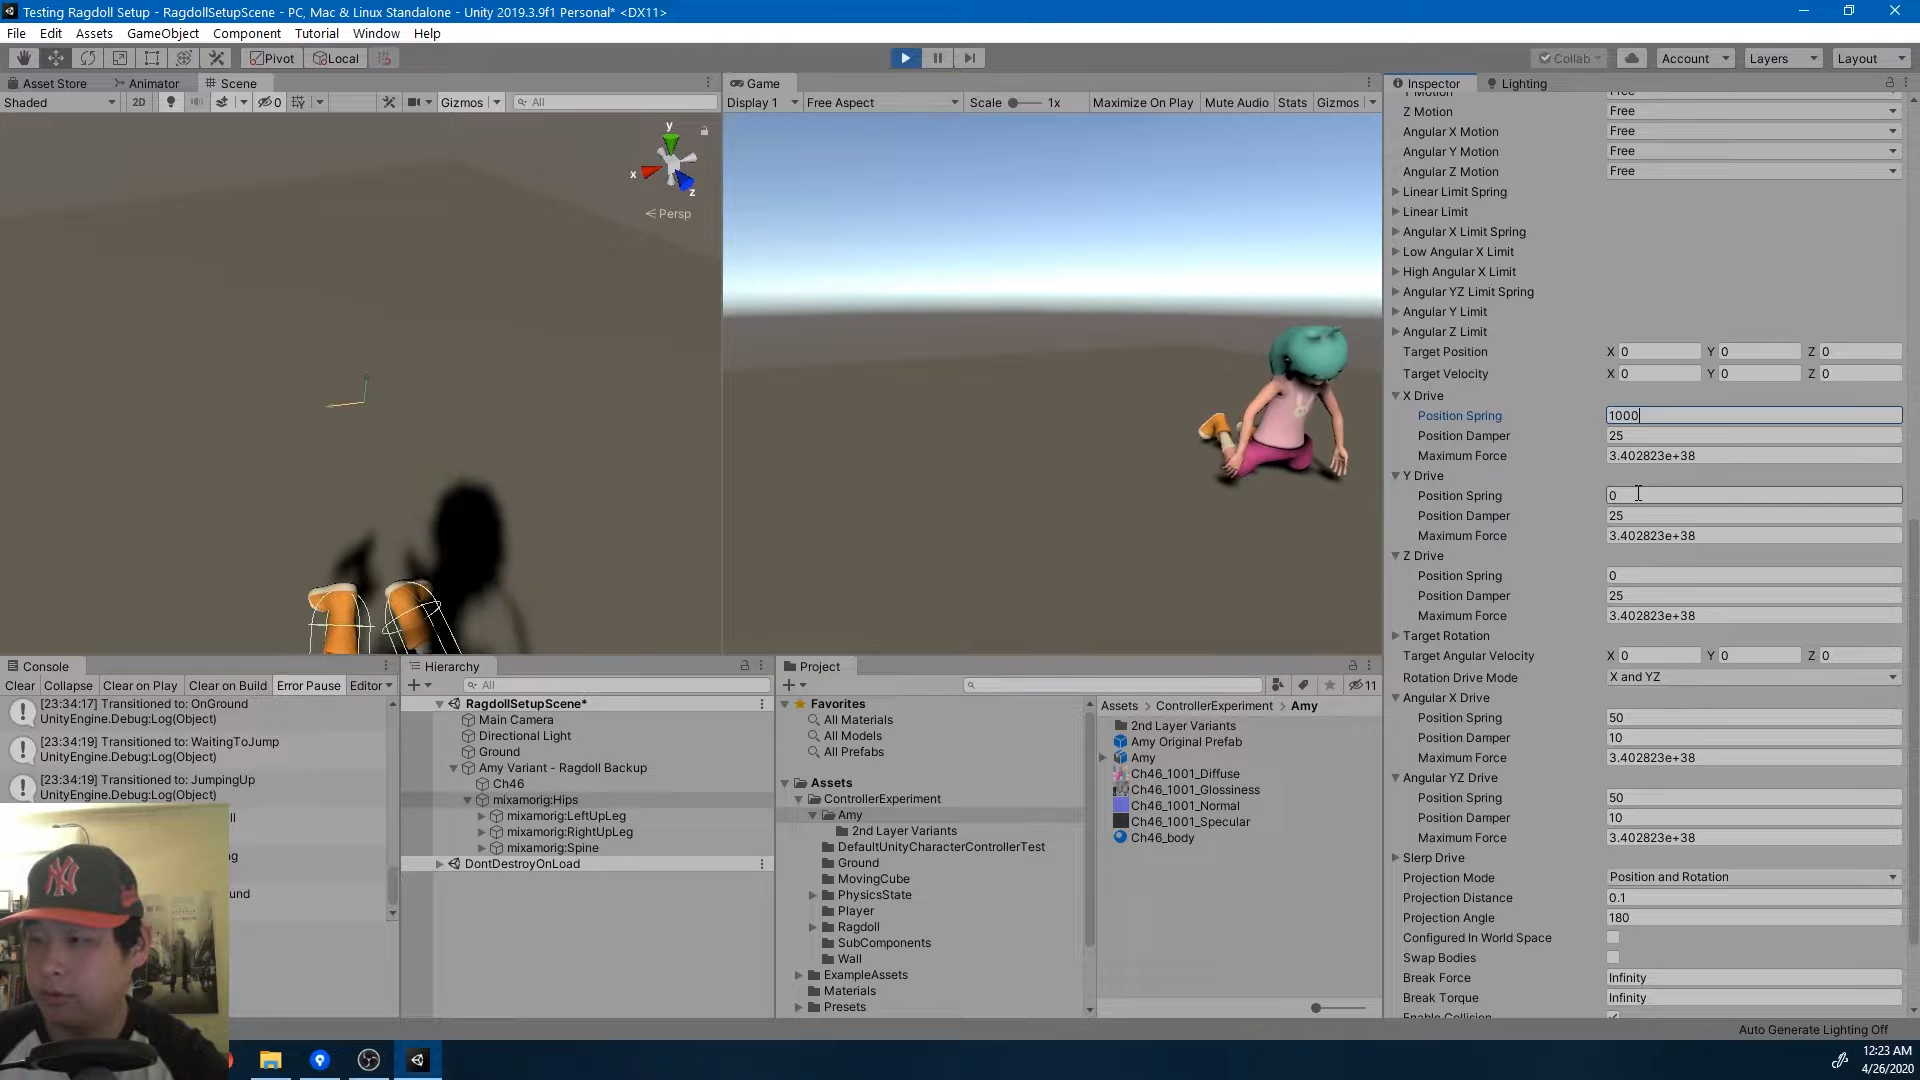 Testing Ragdoll Setup - RagdollSetupScene - PC, Mac & Linux Standalone - Unity 2019.3.9f1 Personal* <DX11>
File Edit Assets GameObject Component Tutorial Window Help
Pivot Local Collab Account Layers Layout
Asset Store Animator Scene
Shaded 2D 0 Gizmos All
y
x
z
Persp
Game
Display 1 Free Aspect Scale 1x Maximize On Play Mute Audio Stats Gizmos
Inspector Lighting
Z Motion Free
Angular X Motion Free
Angular Y Motion Free
Angular Z Motion Free
Linear Limit Spring
Linear Limit
Angular X Limit Spring
Low Angular X Limit
High Angular X Limit
Angular YZ Limit Spring
Angular Y Limit
Angular Z Limit
Target Position X 0 Y 0 Z 0
Target Velocity X 0 Y 0 Z 0
X Drive
Position Spring 1000
Position Damper 25
Maximum Force 3.402823e+38
Y Drive
Position Spring 0
Position Damper 25
Maximum Force 3.402823e+38
Z Drive
Position Spring 0
Position Damper 25
Maximum Force 3.402823e+38
Target Rotation
Target Angular Velocity X 0 Y 0 Z 0
Rotation Drive Mode X and YZ
Angular X Drive
Position Spring 50
Position Damper 10
Maximum Force 3.402823e+38
Angular YZ Drive
Position Spring 50
Position Damper 10
Maximum Force 3.402823e+38
Slerp Drive
Projection Mode Position and Rotation
Projection Distance 0.1
Projection Angle 180
Configured In World Space
Swap Bodies
Break Force Infinity
Break Torque Infinity
Enable Collision
Console
Clear Collapse Clear on Play Clear on Build Error Pause Editor
[23:34:17] Transitioned to: OnGround
UnityEngine.Debug:Log(Object)
[23:34:19] Transitioned to: WaitingToJump
UnityEngine.Debug:Log(Object)
[23:34:19] Transitioned to: JumpingUp
UnityEngine.Debug:Log(Object)
ll
g
und
NY
Hierarchy
All
RagdollSetupScene*
Main Camera
Directional Light
Ground
Amy Variant - Ragdoll Backup
Ch46
mixamorig:Hips
mixamorig:LeftUpLeg
mixamorig:RightUpLeg
mixamorig:Spine
DontDestroyOnLoad
Project
11
Favorites
All Materials
All Models
All Prefabs
Assets
ControllerExperiment
Amy
2nd Layer Variants
DefaultUnityCharacterControllerTest
Ground
MovingCube
PhysicsState
Player
Ragdoll
SubComponents
Wall
ExampleAssets
Materials
Presets
Assets ControllerExperiment Amy
2nd Layer Variants
Amy Original Prefab
Amy
Ch46_1001_Diffuse
Ch46_1001_Glossiness
Ch46_1001_Normal
Ch46_1001_Specular
Ch46_body
Auto Generate Lighting Off
12:23 AM
4/26/2020